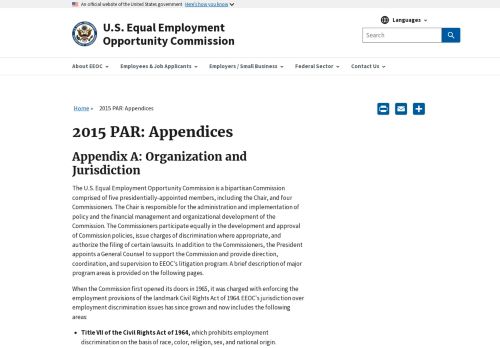 An official website of the United States government Here's how you know
U.S. Equal Employment
Opportunity Commission
Languages
Search
About EEOC
Employees & Job Applicants
Employers / Small Business
Federal Sector
Contact Us
Home » 2015 PAR: Appendices
2015 PAR: Appendices
Appendix A: Organization and
Jurisdiction
The U.S. Equal Employment Opportunity Commission is a bipartisan Commission
comprised of five presidentially-appointed members, including the Chair, and four
Commissioners. The Chair is responsible for the administration and implementation of
policy and the financial management and organizational development of the
Commission. The Commissioners participate equally in the development and approval
of Commission policies, issue charges of discrimination where appropriate, and
authorize the filing of certain lawsuits. In addition to the Commissioners, the President
appoints a General Counsel to support the Commission and provide direction,
coordination, and supervision to EEOC's litigation program. A brief description of major
program areas is provided on the following pages.
When the Commission first opened its doors in 1965, it was charged with enforcing the
employment provisions of the landmark Civil Rights Act of 1964. EEOC's jurisdiction over
employment discrimination issues has since grown and now includes the following
areas:
• Title VII of the Civil Rights Act of 1964, which prohibits employment
discrimination on the basis of race, color, religion, sex, and national origin.